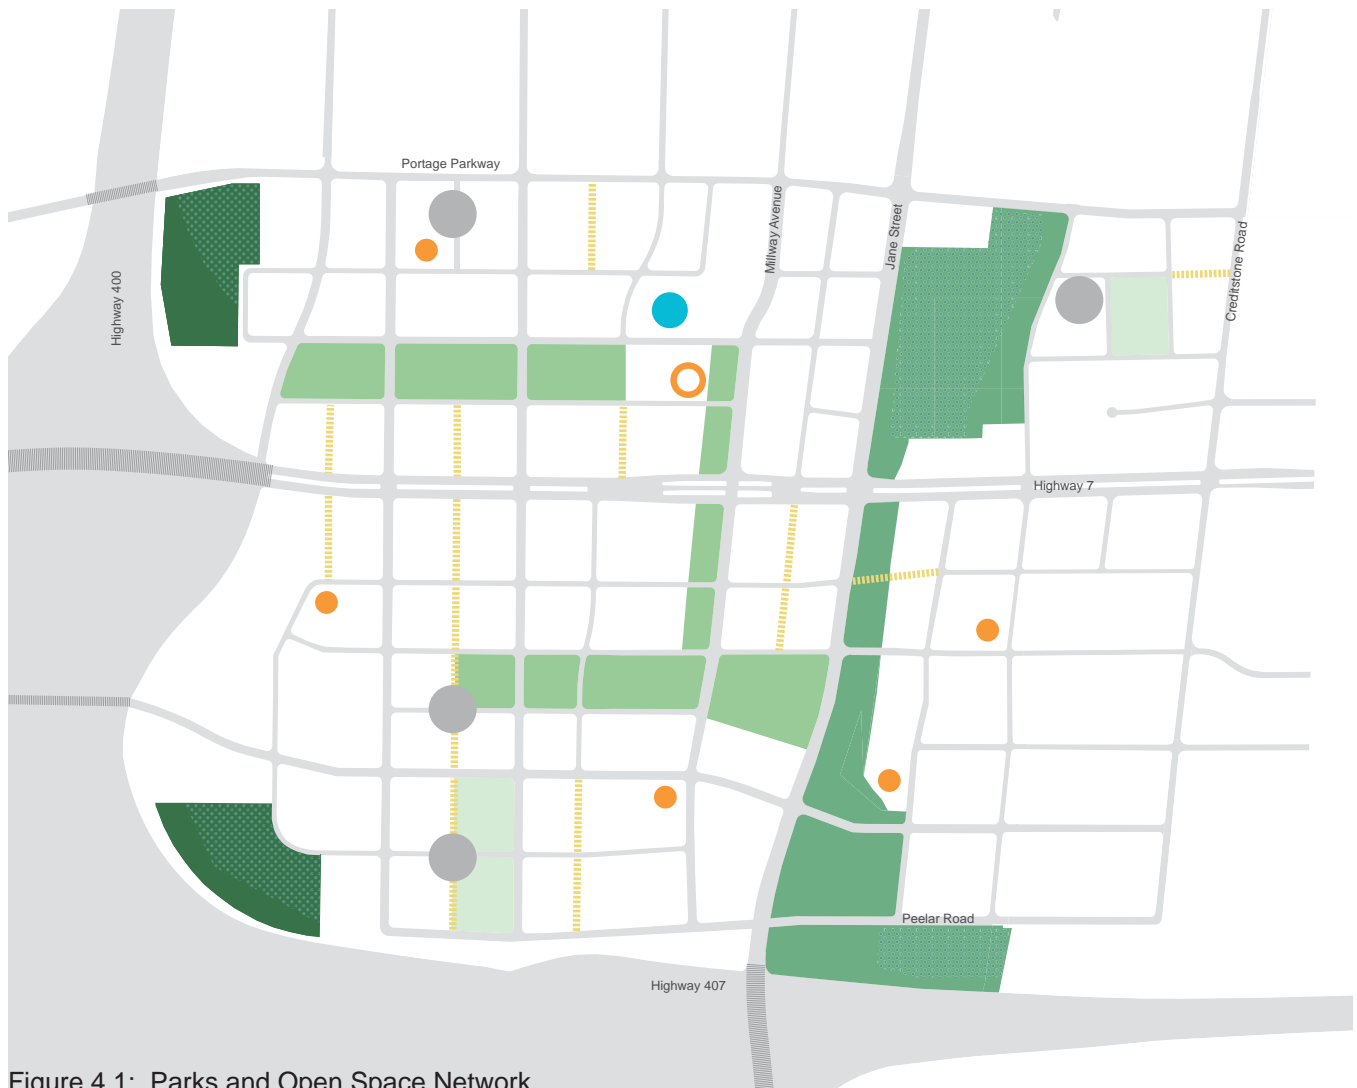 Portage Parkway
Millway Avenue
Jane Street
Creditstone Road
Highway 400
Highway 7
Peelar Road
Highway 407
Figure 4.1: Parks and Open Space Network